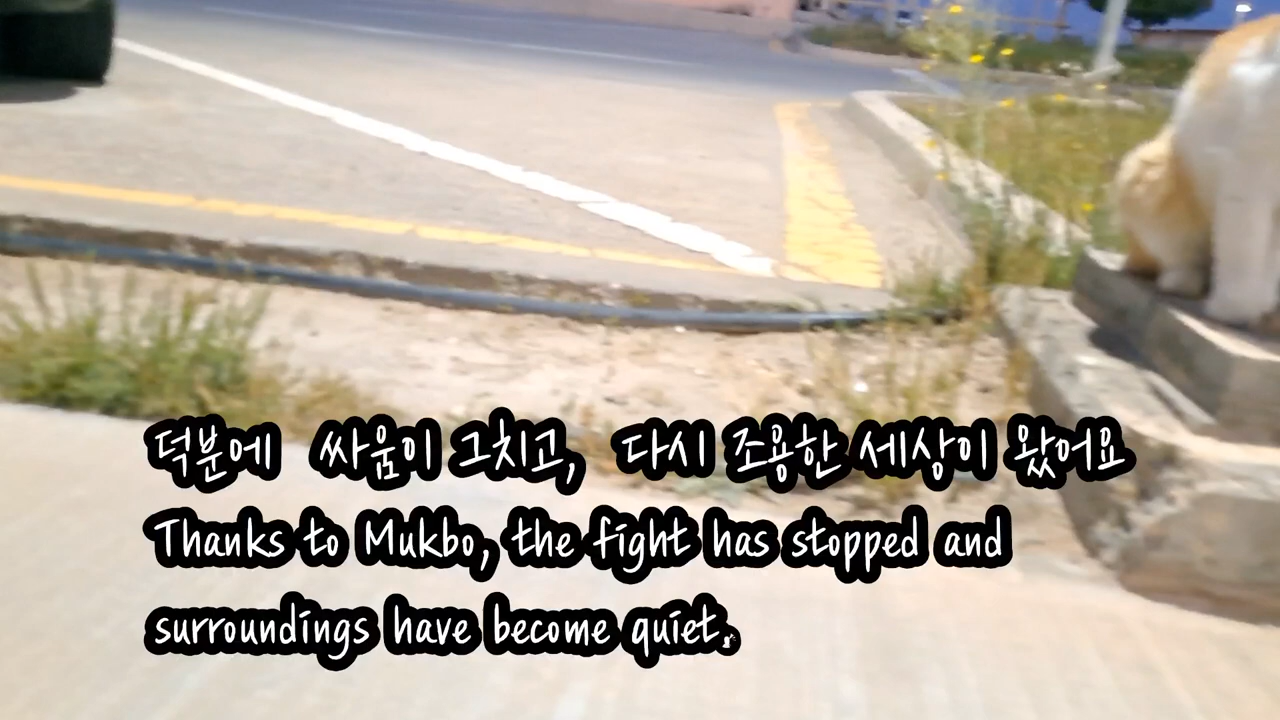 덕분에 싸움이 그치고, 다시 조용한 세상이 왔어요
Thanks to Mukbo, the fight has stopped and
surroundings have become quiet.